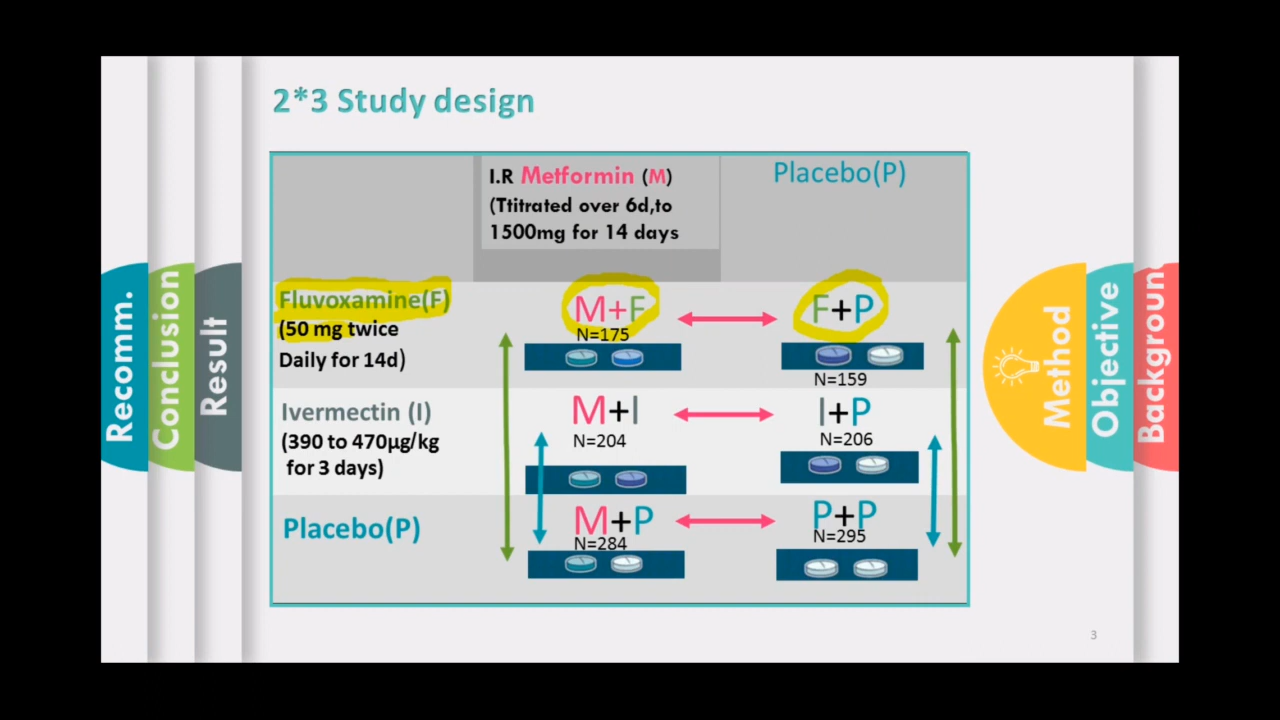 2*3 Study design
I.R Metformin (M)
(Ttitrated over 6d,to
1500mg for 14 days
Placebo(P)
Fluvoxamine(F)
(50 mg twice
Daily for 14d)
M+F
N=175
F+P
N=159
Ivermectin (I)
(390 to 470µg/kg
for 3 days)
M+I
N=204
I+P
N=206
Placebo(P)
M+P
N=284
P+P
N=295
Recomm.
Conclusion
Result
Method
Objective
Backgroun
3